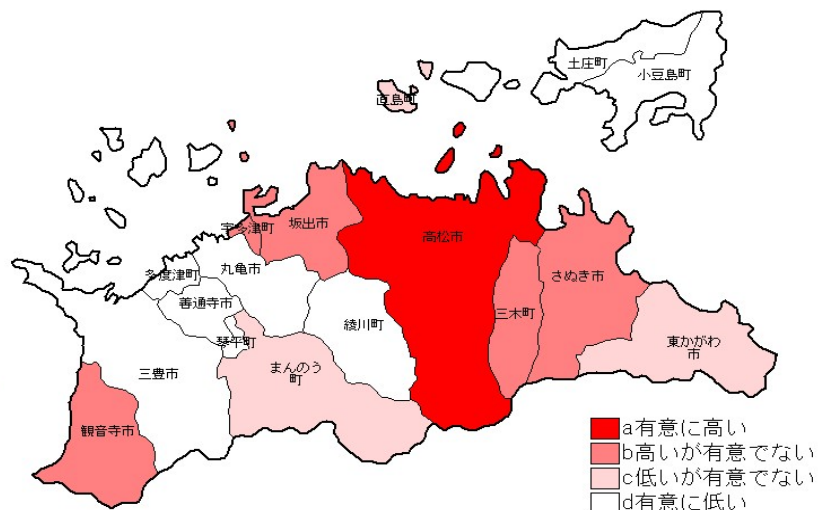 土庄町
小豆島町
直島町
宇多津町
坂出市
高松市
多度津町
丸亀市
さぬき市
善通寺市
綾川町
三木町
琴平町
東かがわ
市
三豊市
まんのう
町
観音寺市
a有意に高い
b高いが有意でない
c低いが有意でない
d有意に低い